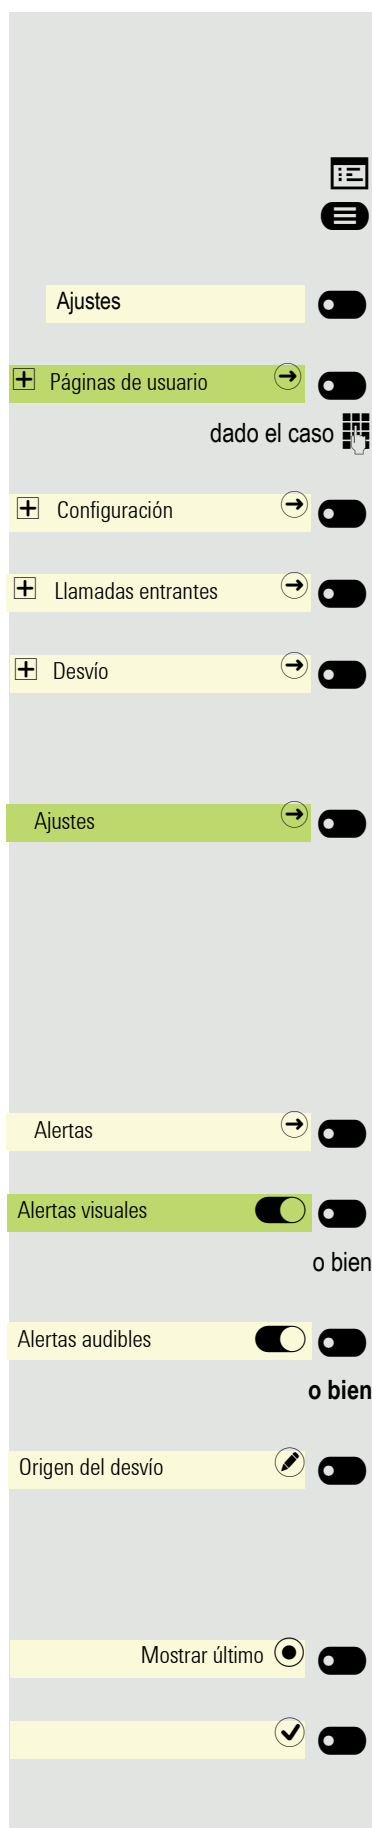 Ajustes
Páginas de usuario
dado el caso
Configuración
Llamadas entrantes
Desvío
Ajustes
Alertas
Alertas visuales
o bien
Alertas audibles
o bien
Origen del desvío
Mostrar último